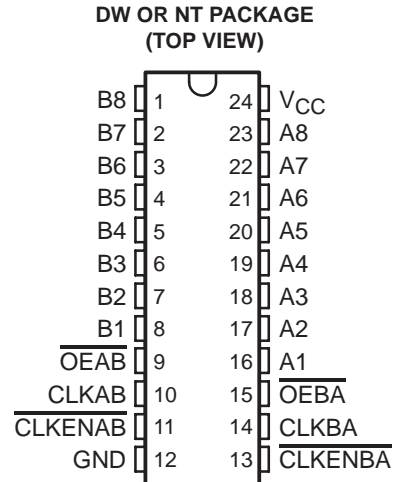 DW OR NT PACKAGE
(TOP VIEW)
B8 1 24 VCC
B7 2 23 A8
B6 3 22 A7
B5 4 21 A6
B4 5 20 A5
B3 6 19 A4
B2 7 18 A3
B1 8 17 A2
OEAB 9 16 A1
CLKAB 10 15 OEBA
CLKENAB 11 14 CLKBA
GND 12 13 CLKENBA